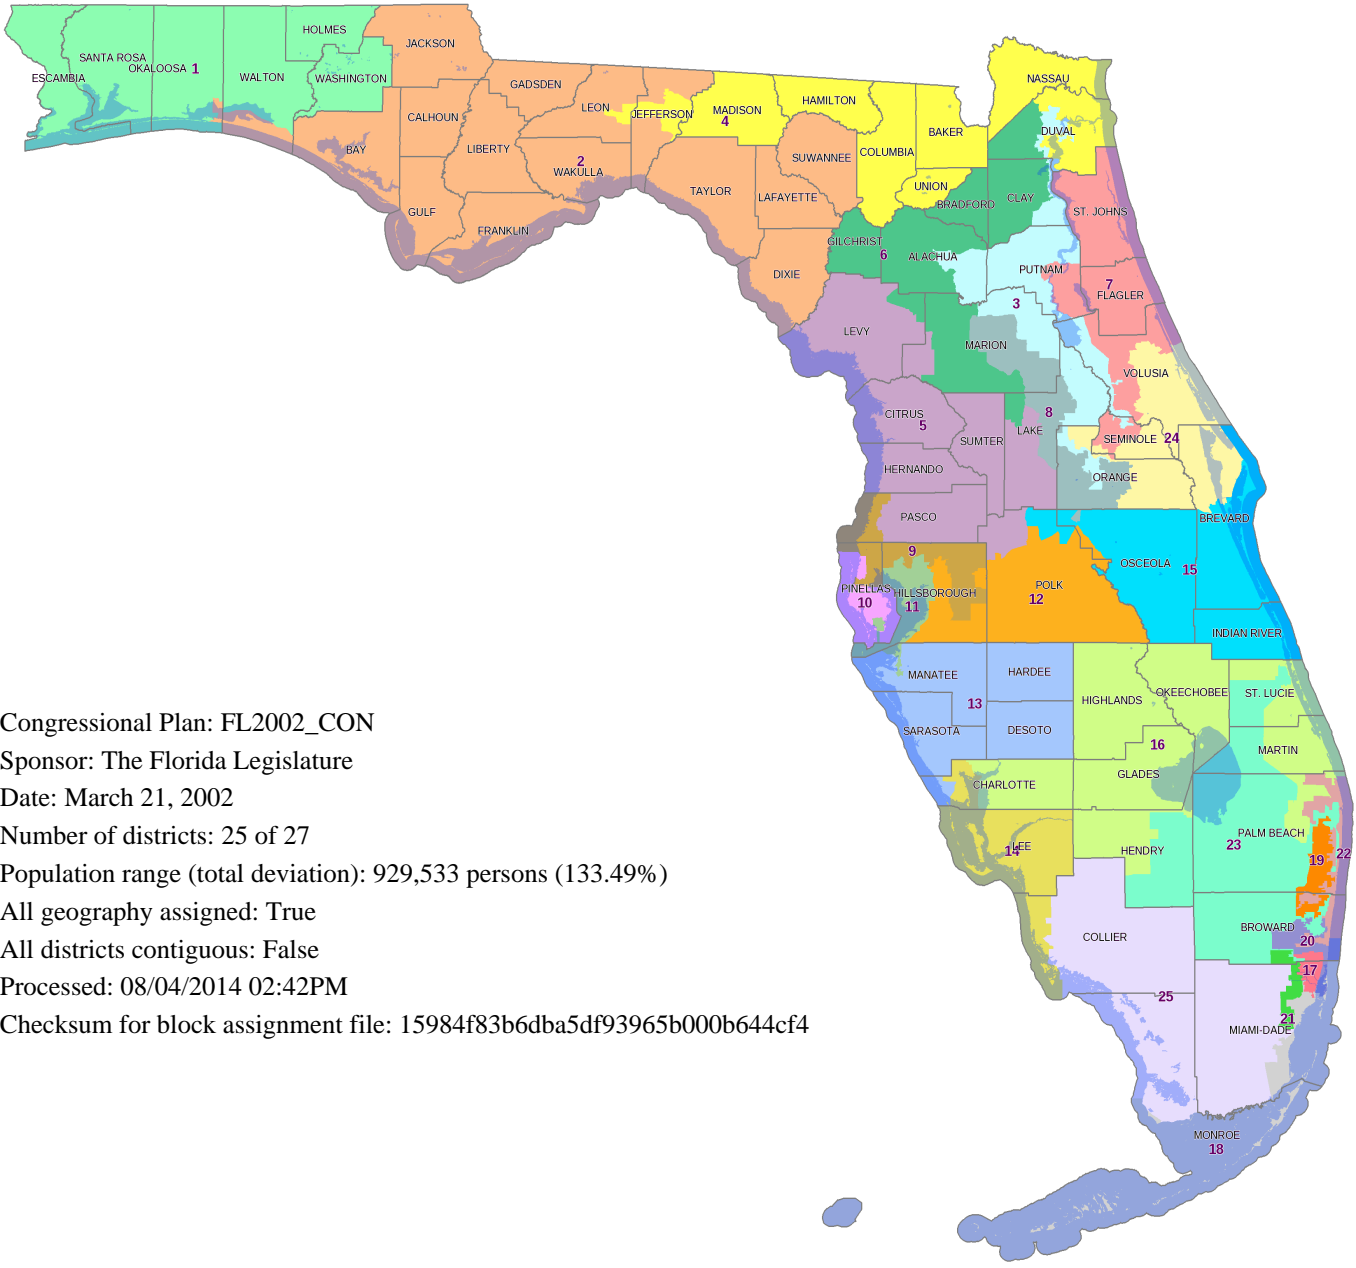 HOLMES
JACKSON
SANTA ROSA
OKALOOSA 1
ESCAMBIA
WALTON
WASHINGTON
GADSDEN
LEON
JEFFERSON
MADISON
4
HAMILTON
NASSAU
CALHOUN
BAY
LIBERTY
2
WAKULLA
SUWANNEE
COLUMBIA
BAKER
DUVAL
TAYLOR
LAFAYETTE
UNION
BRADFORD
CLAY
ST. JOHNS
GULF
FRANKLIN
GILCHRIST
6
ALACHUA
DIXIE
PUTNAM
7
FLAGLER
3
LEVY
MARION
VOLUSIA
CITRUS
5
8
LAKE
SUMTER
SEMINOLE
24
HERNANDO
ORANGE
PASCO
BREVARD
9
OSCEOLA
15
PINELLAS
10
HILLSBOROUGH
11
POLK
12
INDIAN RIVER
MANATEE
HARDEE
HIGHLANDS
OKEECHOBEE
ST. LUCIE
13
SARASOTA
DESOTO
16
MARTIN
CHARLOTTE
GLADES
LEE
14
HENDRY
PALM BEACH
23
19
22
COLLIER
BROWARD
20
17
25
21
MIAMI-DADE
MONROE
18
Congressional Plan: FL2002_CON
Sponsor: The Florida Legislature
Date: March 21, 2002
Number of districts: 25 of 27
Population range (total deviation): 929,533 persons (133.49%)
All geography assigned: True
All districts contiguous: False
Processed: 08/04/2014 02:42PM
Checksum for block assignment file: 15984f83b6dba5df93965b000b644cf4